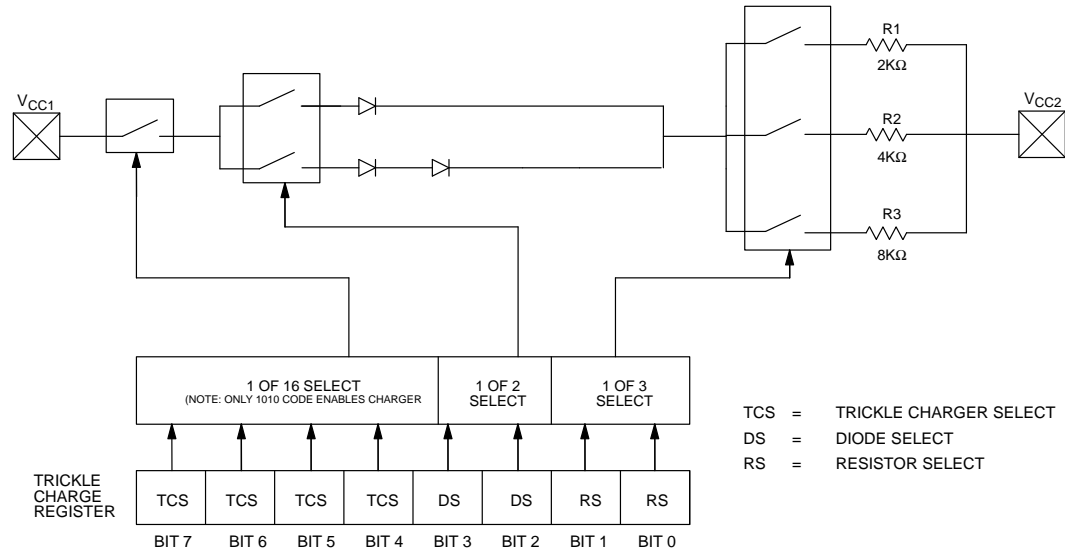 R1
2KΩ
VCC1
VCC2
R2
4KΩ
R3
8KΩ
1 OF 16 SELECT
(NOTE: ONLY 1010 CODE ENABLES CHARGER
1 OF 2
SELECT
1 OF 3
SELECT
TCS = TRICKLE CHARGER SELECT
DS = DIODE SELECT
RS = RESISTOR SELECT
TRICKLE
CHARGE
REGISTER
TCS TCS TCS TCS DS DS RS RS
BIT 7 BIT 6 BIT 5 BIT 4 BIT 3 BIT 2 BIT 1 BIT 0